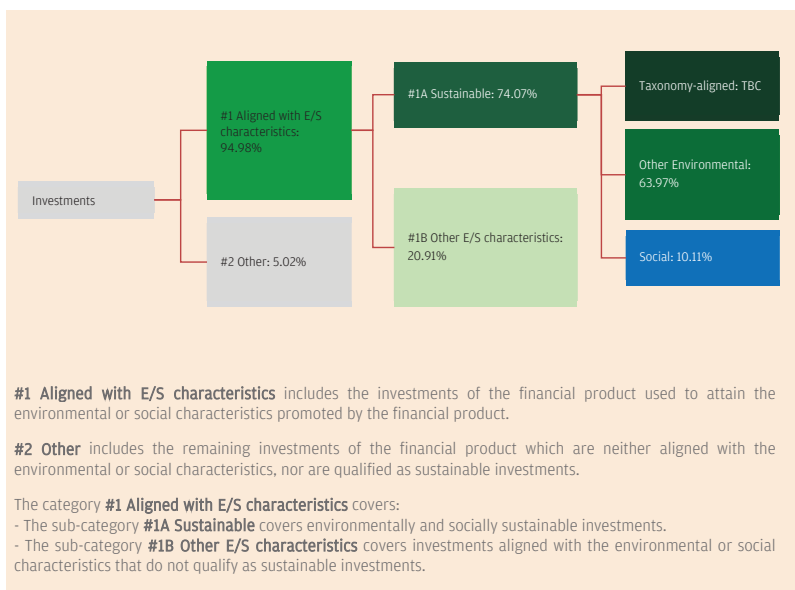 Investments
#1 Aligned with E/S
characteristics:
94.98%
#2 Other: 5.02%
#1A Sustainable: 74.07%
#1B Other E/S characteristics:
20.91%
Taxonomy-aligned: TBC
Other Environmental:
63.97%
Social: 10.11%
#1 Aligned with E/S characteristics includes the investments of the financial product used to attain the
environmental or social characteristics promoted by the financial product.
#2 Other includes the remaining investments of the financial product which are neither aligned with the
environmental or social characteristics, nor are qualified as sustainable investments.
The category #1 Aligned with E/S characteristics covers:
- The sub-category #1A Sustainable covers environmentally and socially sustainable investments.
- The sub-category #1B Other E/S characteristics covers investments aligned with the environmental or social
characteristics that do not qualify as sustainable investments.